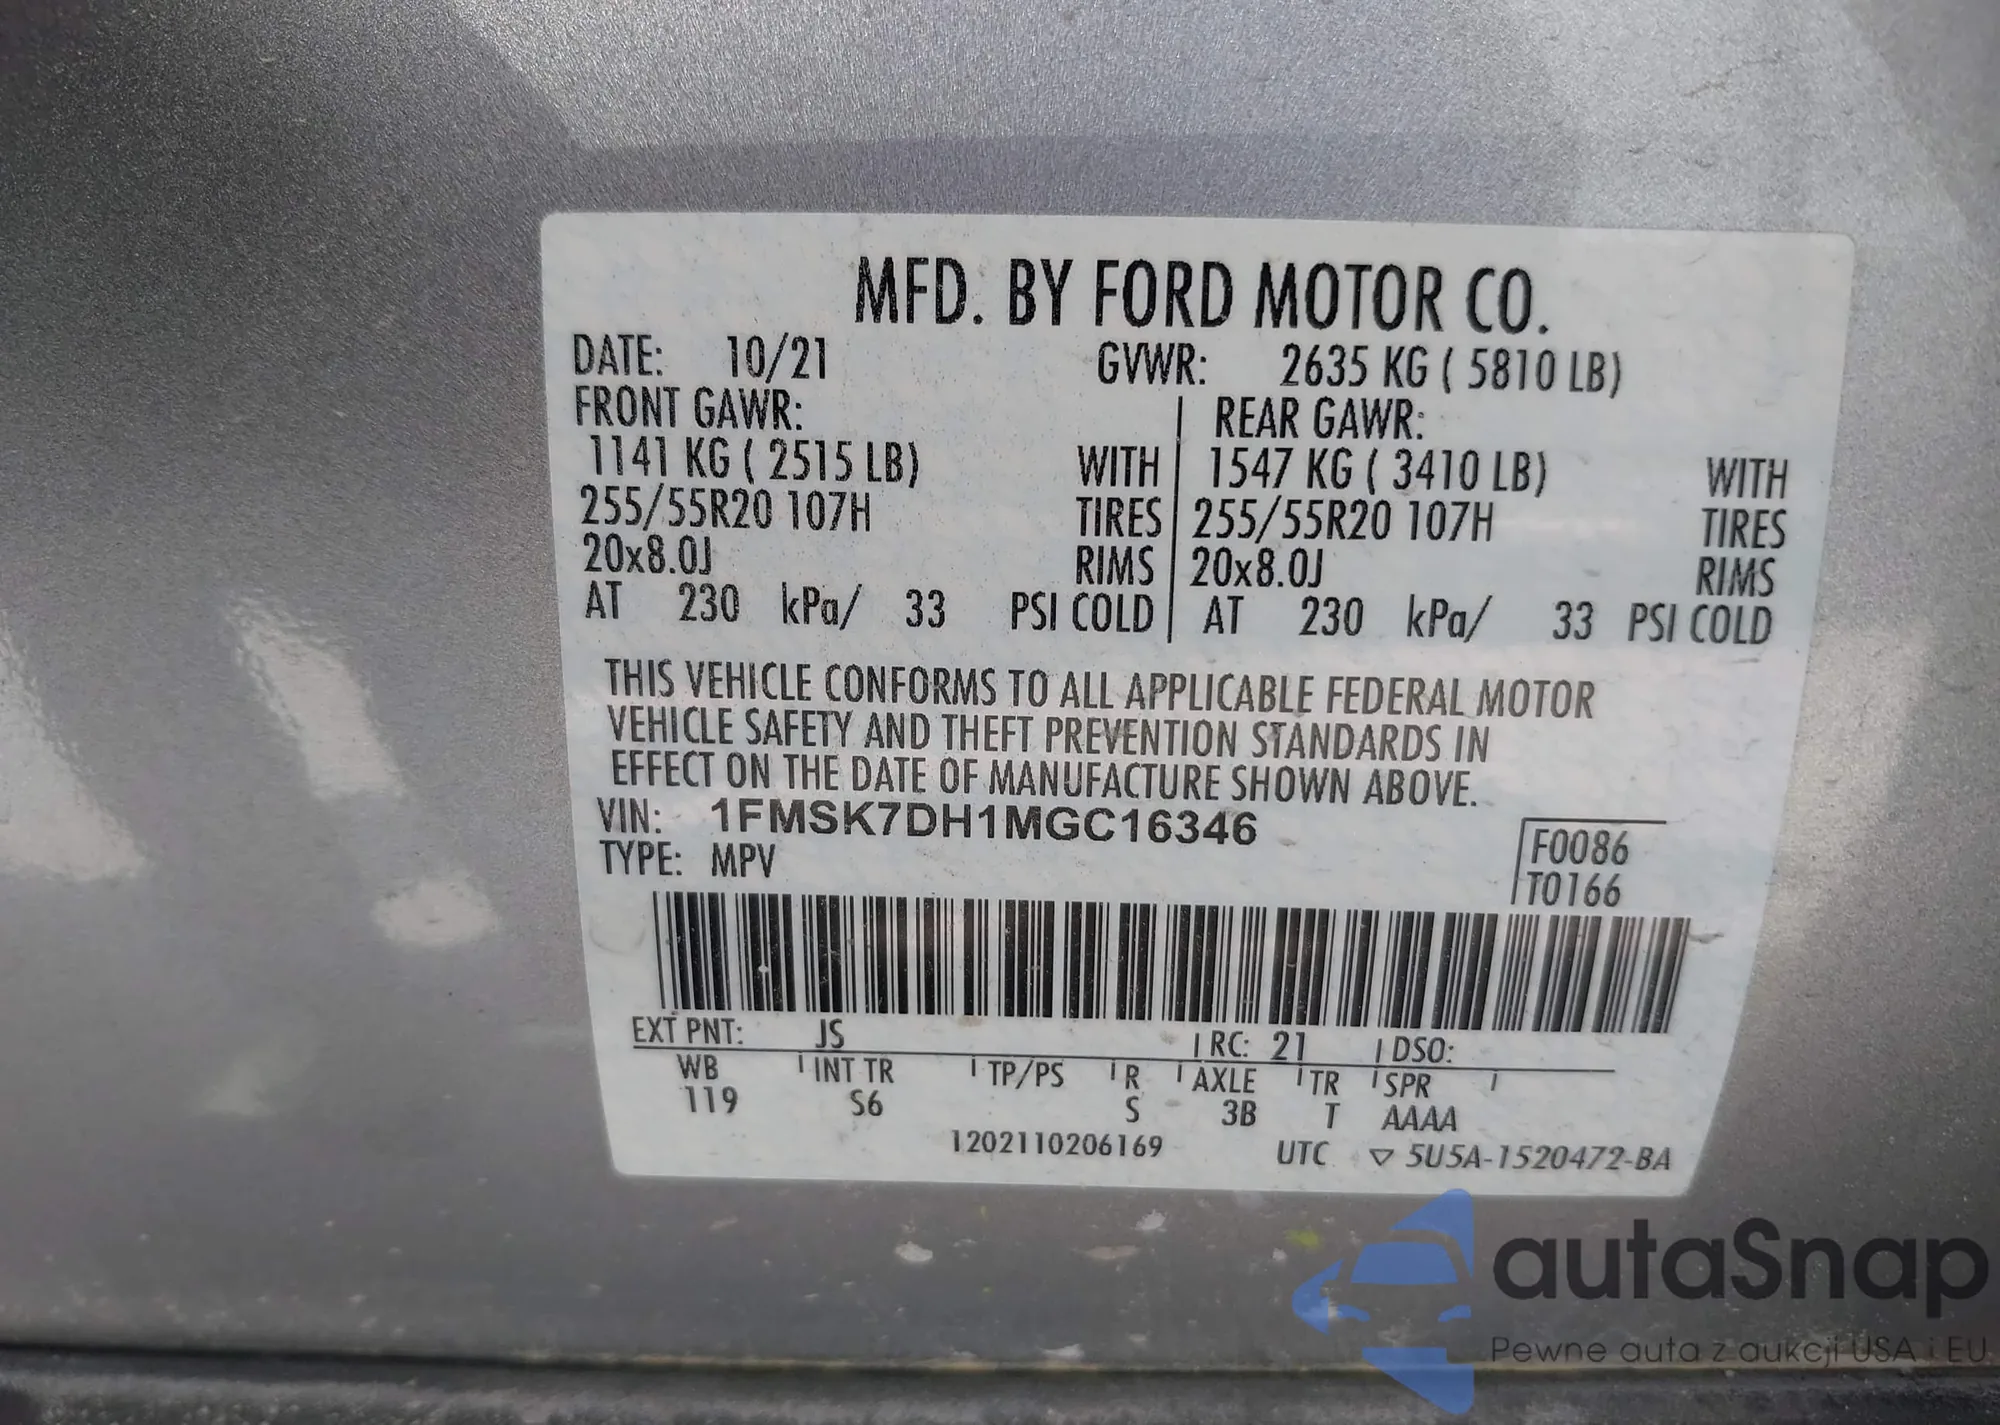 MFD. BY FORD MOTOR CO.
DATE: 10/21 GVWR: 2635 KG ( 5810 LB)
FRONT GAWR: REAR GAWR:
1141 KG ( 2515 LB) WITH 1547 KG ( 3410 LB) WITH
255/55R20 107H TIRES 255/55R20 107H TIRES
20x8.0J RIMS 20x8.0J RIMS
AT 230 kPa/ 33 PSI COLD AT 230 kPa/ 33 PSI COLD
THIS VEHICLE CONFORMS TO ALL APPLICABLE FEDERAL MOTOR
VEHICLE SAFETY AND THEFT PREVENTION STANDARDS IN
EFFECT ON THE DATE OF MANUFACTURE SHOWN ABOVE.
VIN: 1FMSK7DH1MGC16346
TYPE: MPV
F0086
T0166
EXT PNT: JS RC: 21 DSO:
WB INT TR TP/PS R AXLE TR SPR
119 S6 S 3B T AAAA
1202110206169 UTC ▽ 5U5A-1520472-BA
autaSnap
Pewne auta z aukcji USA i EU